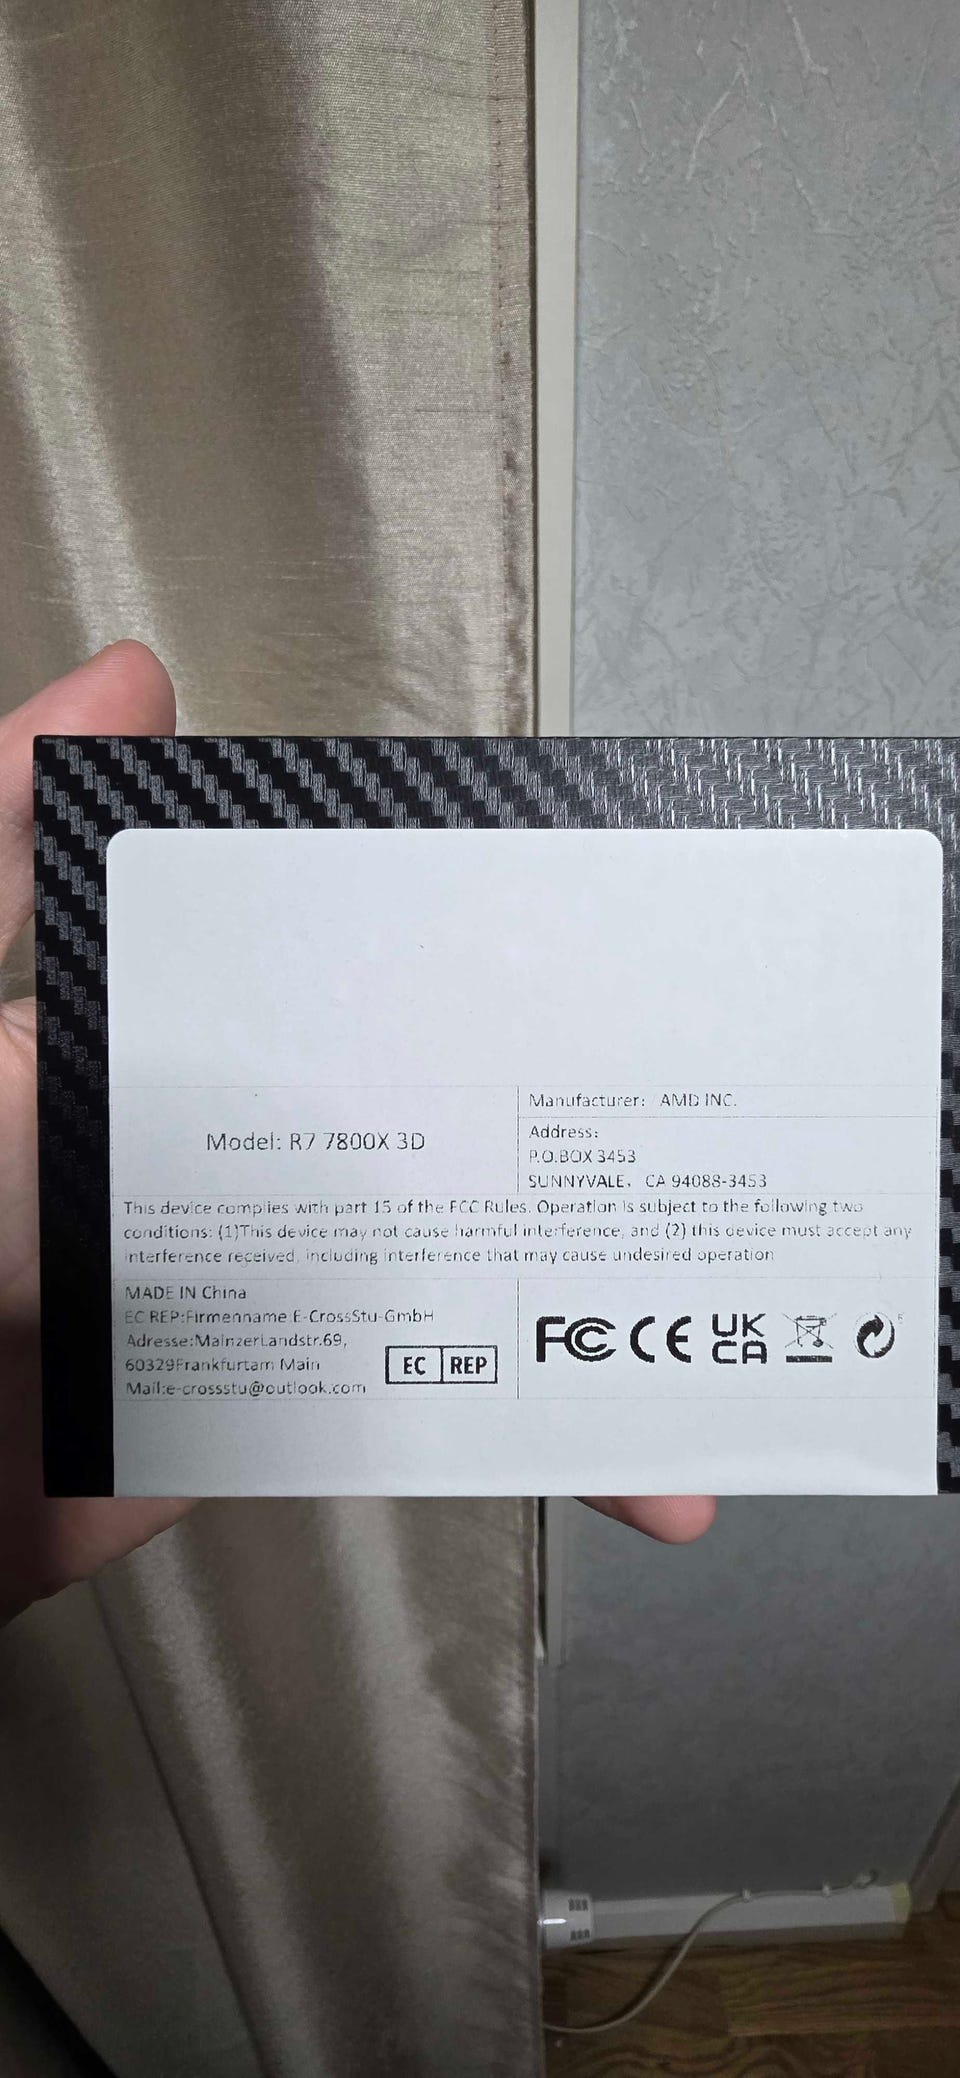 Model: R7 7800X 3D
Manufacturer: AMD INC.
Address:
P.O.BOX 3453
SUNNYVALE, CA 94088-3453
This device complies with part 15 of the FCC Rules. Operation is subject to the following two
conditions: (1)This device may not cause harmful interference, and (2) this device must accept any
interference received, including interference that may cause undesired operation
MADE IN China
EC REP:Firmenname:E-CrossStu-GmbH
Adresse:MainzerLandstr.69,
60329Frankfurtam Main
Mail:e-crossstu@outlook.com
EC REP
FC CE UK
CA